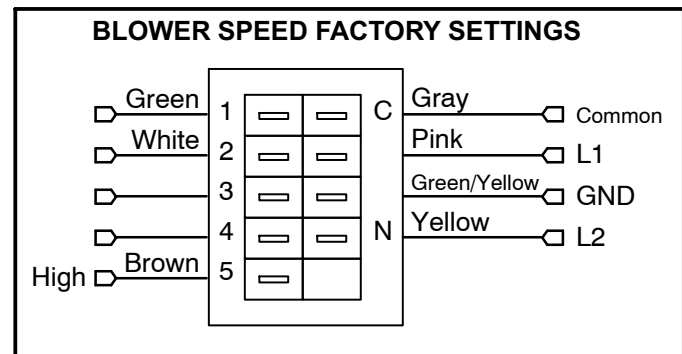 BLOWER SPEED FACTORY SETTINGS
Green 1 C Gray Common
White 2 Pink L1
3 Green/Yellow GND
4 N Yellow L2
High Brown 5